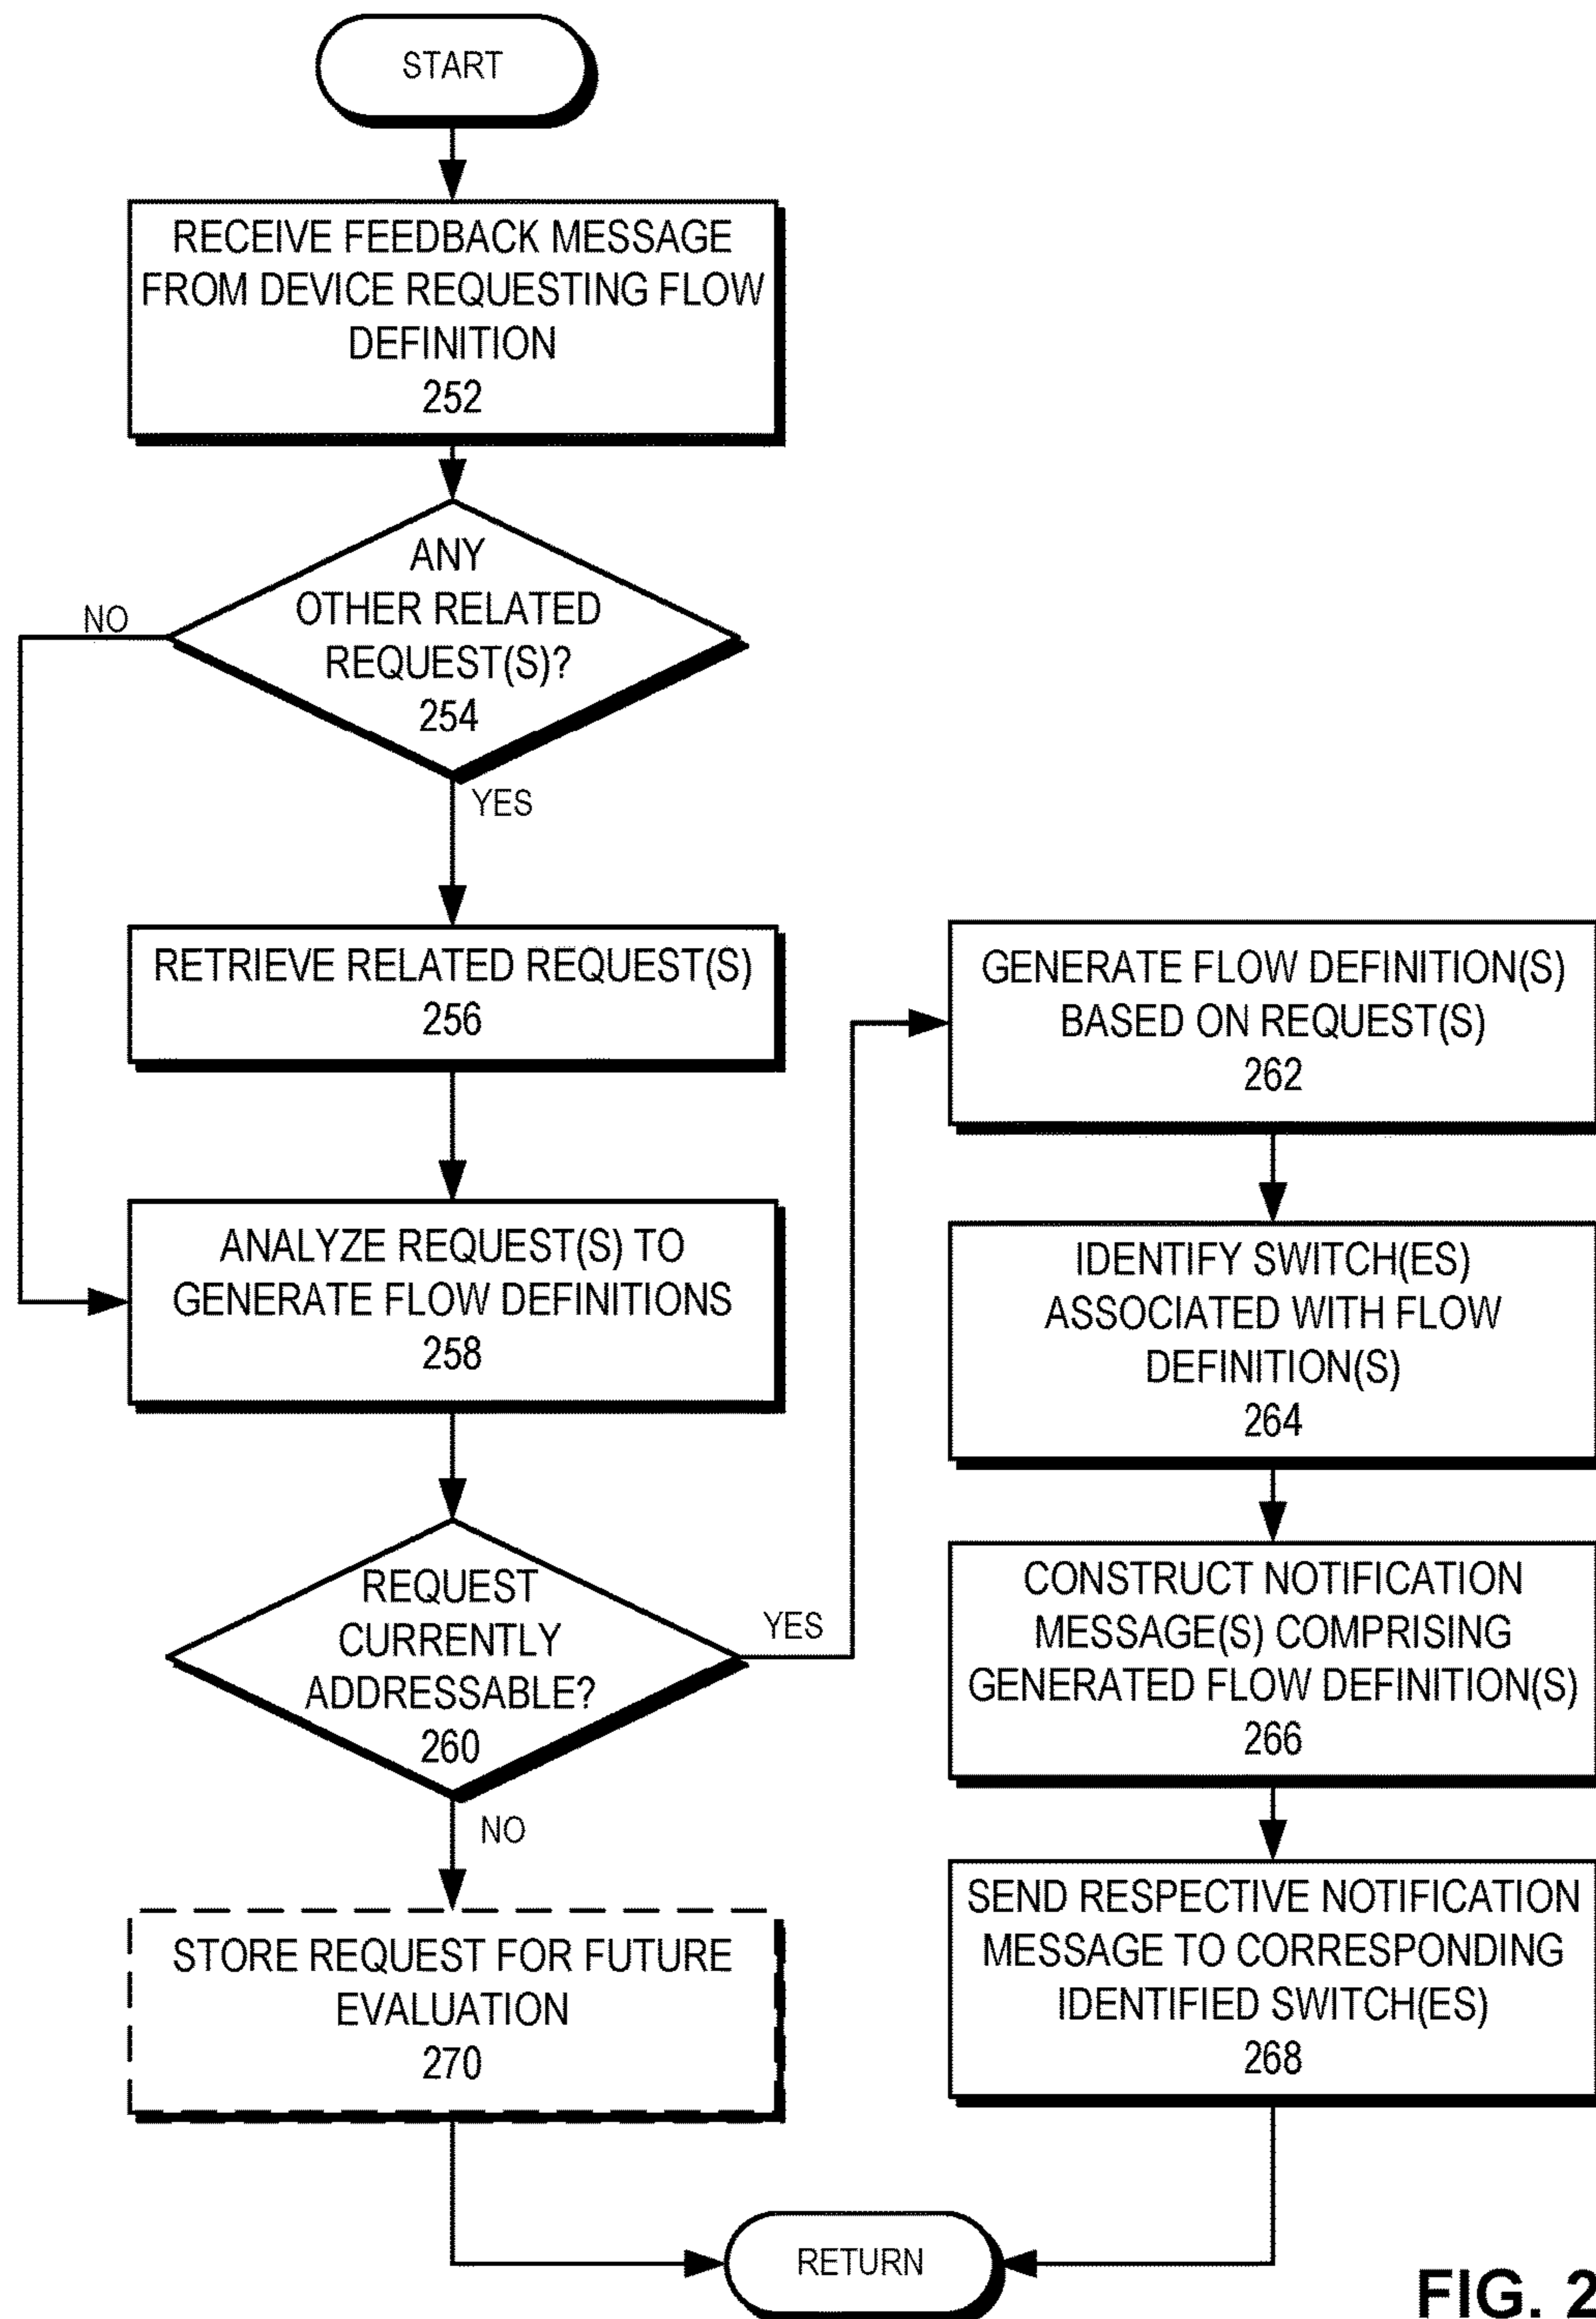 START
RECEIVE FEEDBACK MESSAGE
FROM DEVICE REQUESTING FLOW
DEFINITION
252
ANY
OTHER RELATED
REQUEST(S)?
254
NO
YES
RETRIEVE RELATED REQUEST(S)
256
ANALYZE REQUEST(S) TO
GENERATE FLOW DEFINITIONS
258
REQUEST
CURRENTLY
ADDRESSABLE?
260
YES
NO
STORE REQUEST FOR FUTURE
EVALUATION
270
GENERATE FLOW DEFINITION(S)
BASED ON REQUEST(S)
262
IDENTIFY SWITCH(ES)
ASSOCIATED WITH FLOW
DEFINITION(S)
264
CONSTRUCT NOTIFICATION
MESSAGE(S) COMPRISING
GENERATED FLOW DEFINITION(S)
266
SEND RESPECTIVE NOTIFICATION
MESSAGE TO CORRESPONDING
IDENTIFIED SWITCH(ES)
268
RETURN
FIG. 2